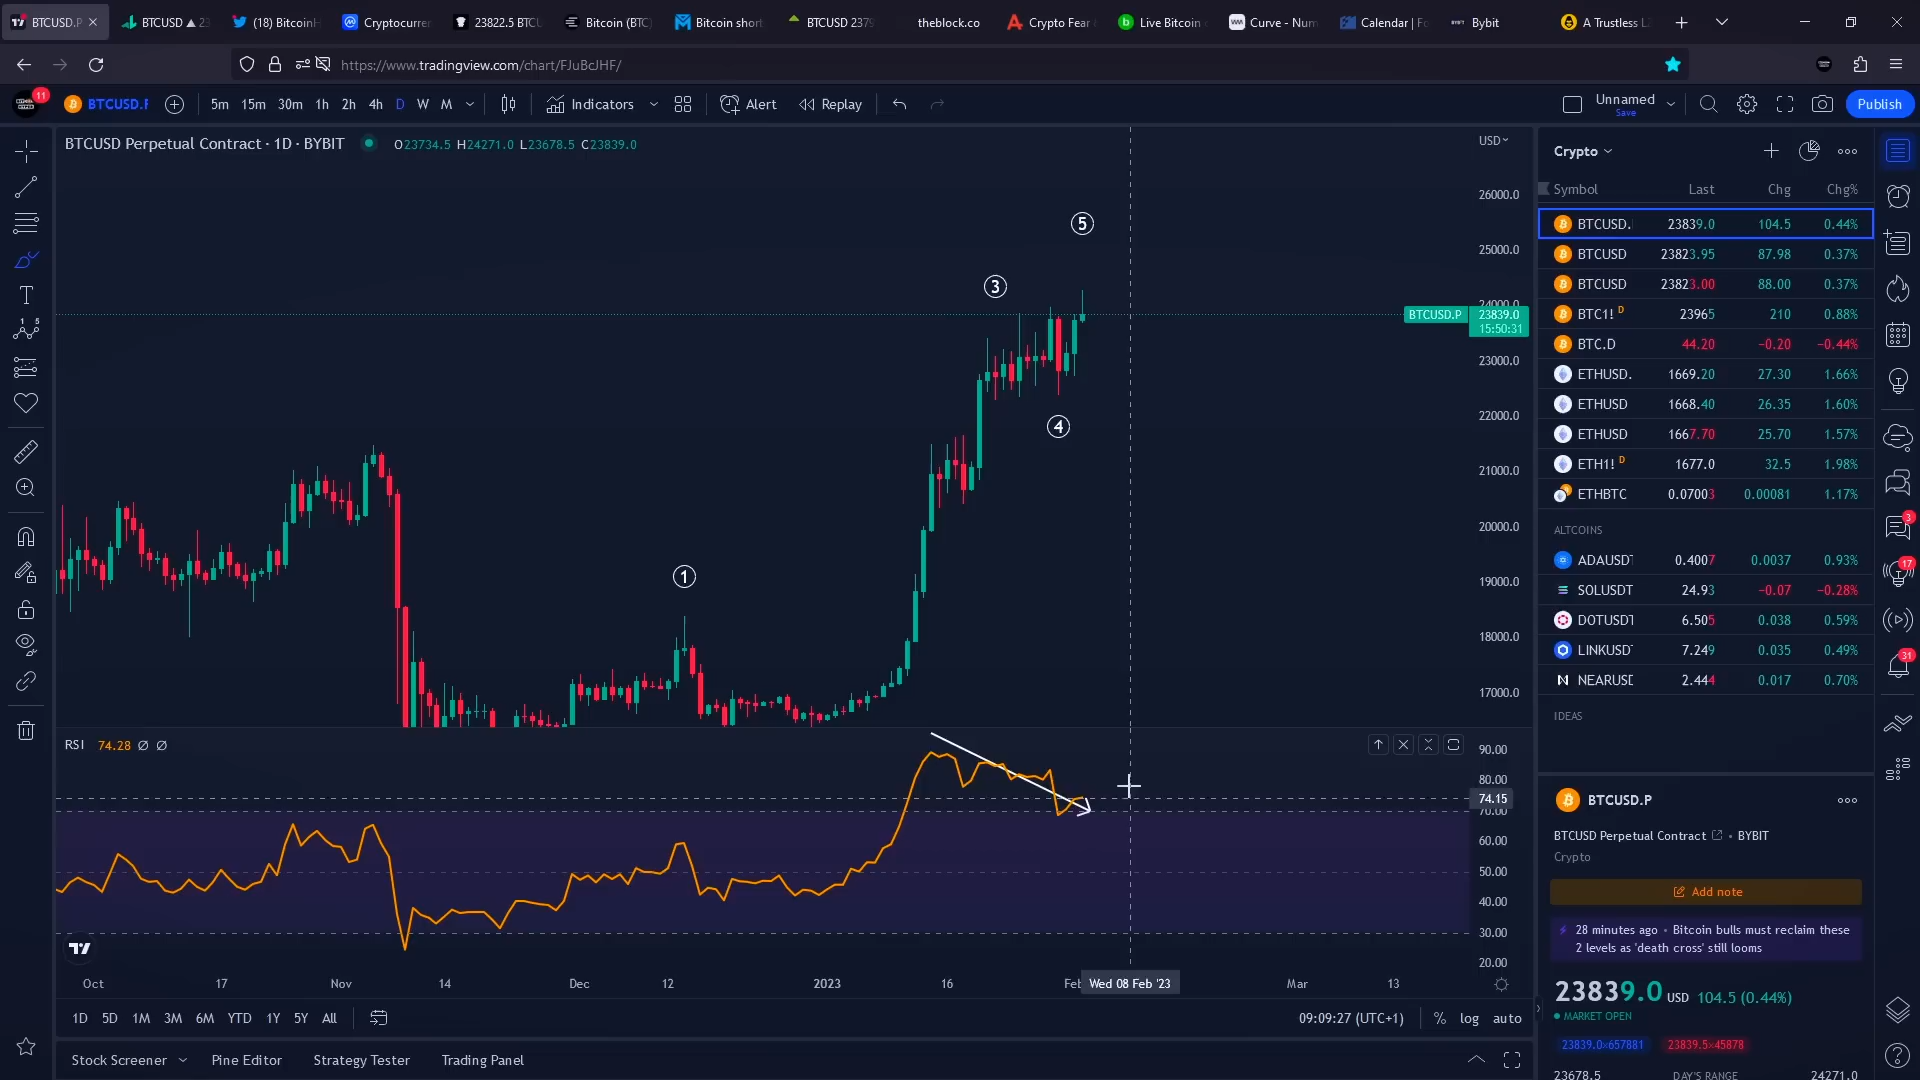 BTCUSD.P
BTCUSD ▲ 23
(18) BitcoinH
Cryptocurrer
23822.5 BTCU
Bitcoin (BTC)
Bitcoin short
BTCUSD 2379
theblock.co
Crypto Fear &
Live Bitcoin
Curve - Num
Calendar | Fo
Bybit
A Trustless L
https://www.tradingview.com/chart/FJuBcJHF/
11
BTCUSD.F
5m 15m 30m 1h 2h 4h D W M
Indicators
Alert
Replay
Unnamed
Save
Publish
BTCUSD Perpetual Contract · 1D · BYBIT
O23734.5 H24271.0 L23678.5 C23839.0
USD
26000.0
25000.0
24000.0
BTCUSD.P 23839.0
15:50:31
23000.0
22000.0
21000.0
20000.0
19000.0
18000.0
17000.0
5
3
4
1
RSI 74.28 Ø Ø
90.00
80.00
74.15
70.00
60.00
50.00
40.00
30.00
20.00
Oct 17 Nov 14 Dec 12 2023 16 Feb Wed 08 Feb '23 Mar 13
1D 5D 1M 3M 6M YTD 1Y 5Y All
09:09:27 (UTC+1) % log auto
Stock Screener Pine Editor Strategy Tester Trading Panel
Crypto
Symbol Last Chg Chg%
BTCUSD. 23839.0 104.5 0.44%
BTCUSD 23823.95 87.98 0.37%
BTCUSD 23823.00 88.00 0.37%
BTC1! D 23965 210 0.88%
BTC.D 44.20 −0.20 −0.44%
ETHUSD. 1669.20 27.30 1.66%
ETHUSD 1668.40 26.35 1.60%
ETHUSD 1667.70 25.70 1.57%
ETH1! D 1677.0 32.5 1.98%
ETHBTC 0.07003 0.00081 1.17%
ALTCOINS
ADAUSDT 0.4007 0.0037 0.93%
SOLUSDT 24.93 −0.07 −0.28%
DOTUSDT 6.505 0.038 0.59%
LINKUSDT 7.249 0.035 0.49%
NEARUSD 2.444 0.017 0.70%
IDEAS
BTCUSD.P
BTCUSD Perpetual Contract • BYBIT
Crypto
Add note
28 minutes ago • Bitcoin bulls must reclaim these
2 levels as 'death cross' still looms
23839.0 USD 104.5 (0.44%)
MARKET OPEN
23839.0×657881 23839.5×45878
23678.5 DAY'S RANGE 24271.0
3
17
31